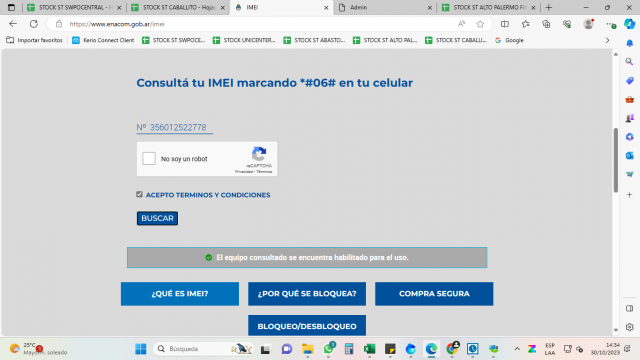 STOCK ST SWPOCENTRAL - H
STOCK ST CABALLITO - Hoja
IMEI
Admin
STOCK ST ALTO PALERMO F
https://www.enacom.gob.ar/imei
Importar favoritos
Kerio Connect Client
STOCK ST SWPOCE...
STOCK UNICENTER...
STOCK ST ABASTO...
STOCK ST ALTO PAL...
STOCK ST CABALLI...
Google
Consultá tu IMEI marcando *#06# en tu celular
Nº 356012522778
No soy un robot
reCAPTCHA
Privacidad - Términos
ACEPTO TERMINOS Y CONDICIONES
BUSCAR
El equipo consultado se encuentra habilitado para el uso.
¿QUÉ ES IMEI?
¿POR QUÉ SE BLOQUEA?
COMPRA SEGURA
BLOQUEO/DESBLOQUEO
25°C
Mayorm. soleado
Búsqueda
ESP
LAA
14:54
30/10/2023